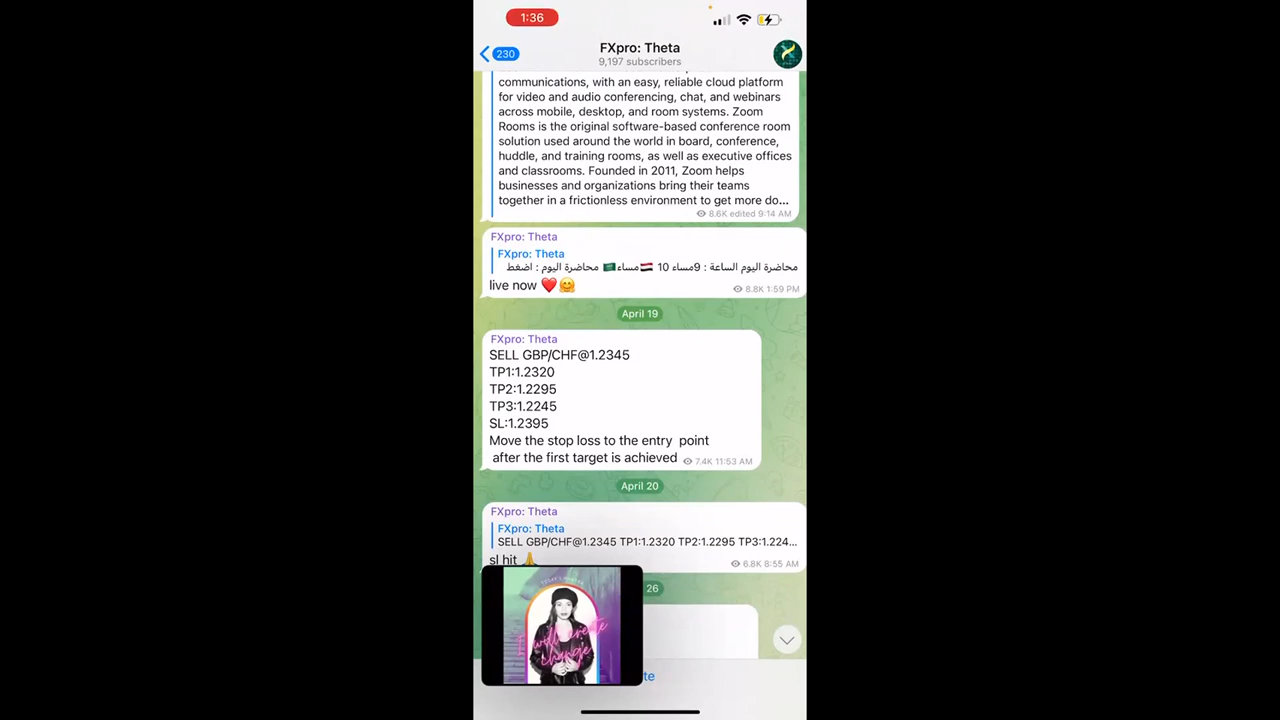 1:36
230
FXpro: Theta
9,197 subscribers
communications, with an easy, reliable cloud platform
for video and audio conferencing, chat, and webinars
across mobile, desktop, and room systems. Zoom
Rooms is the original software-based conference room
solution used around the world in board, conference,
huddle, and training rooms, as well as executive offices
and classrooms. Founded in 2011, Zoom helps
businesses and organizations bring their teams
together in a frictionless environment to get more do...
8.6K edited 9:14 AM
FXpro: Theta
FXpro: Theta
محاضرة اليوم الساعة : 9مساء 🇪🇬 10 مساء🇸🇦 محاضرة اليوم : اضغط
live now ❤️🤗
8.8K 1:59 PM
April 19
FXpro: Theta
SELL GBP/CHF@1.2345
TP1:1.2320
TP2:1.2295
TP3:1.2245
SL:1.2395
Move the stop loss to the entry point
after the first target is achieved
7.4K 11:53 AM
April 20
FXpro: Theta
FXpro: Theta
SELL GBP/CHF@1.2345 TP1:1.2320 TP2:1.2295 TP3:1.224...
sl hit 🙏
6.8K 8:55 AM
26
I will create
change
te